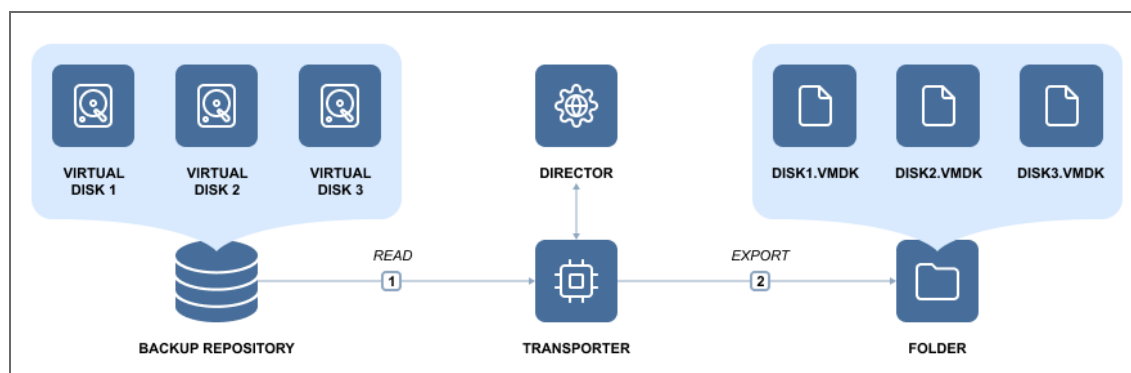 VIRTUAL
DISK 1
VIRTUAL
DISK 2
VIRTUAL
DISK 3
DIRECTOR
DISK1.VMDK
DISK2.VMDK
DISK3.VMDK
READ
1
EXPORT
2
BACKUP REPOSITORY
TRANSPORTER
FOLDER